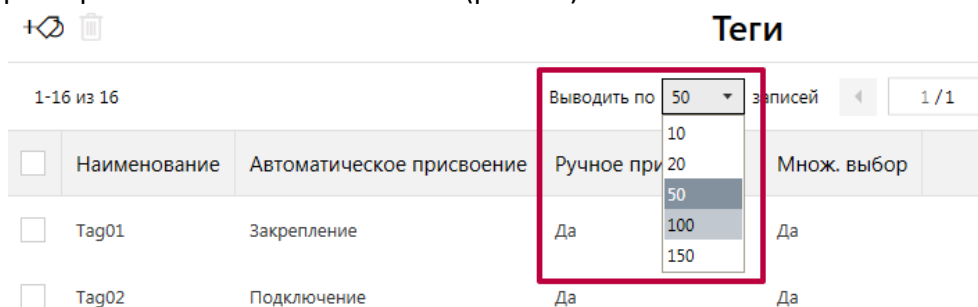 Теги
1-16 из 16 Выводить по 50 записей 1 / 1
10
20
50
100
150
Наименование Автоматическое присвоение Ручное при Множ. выбор
Tag01 Закрепление Да Да
Tag02 Подключение Да Да